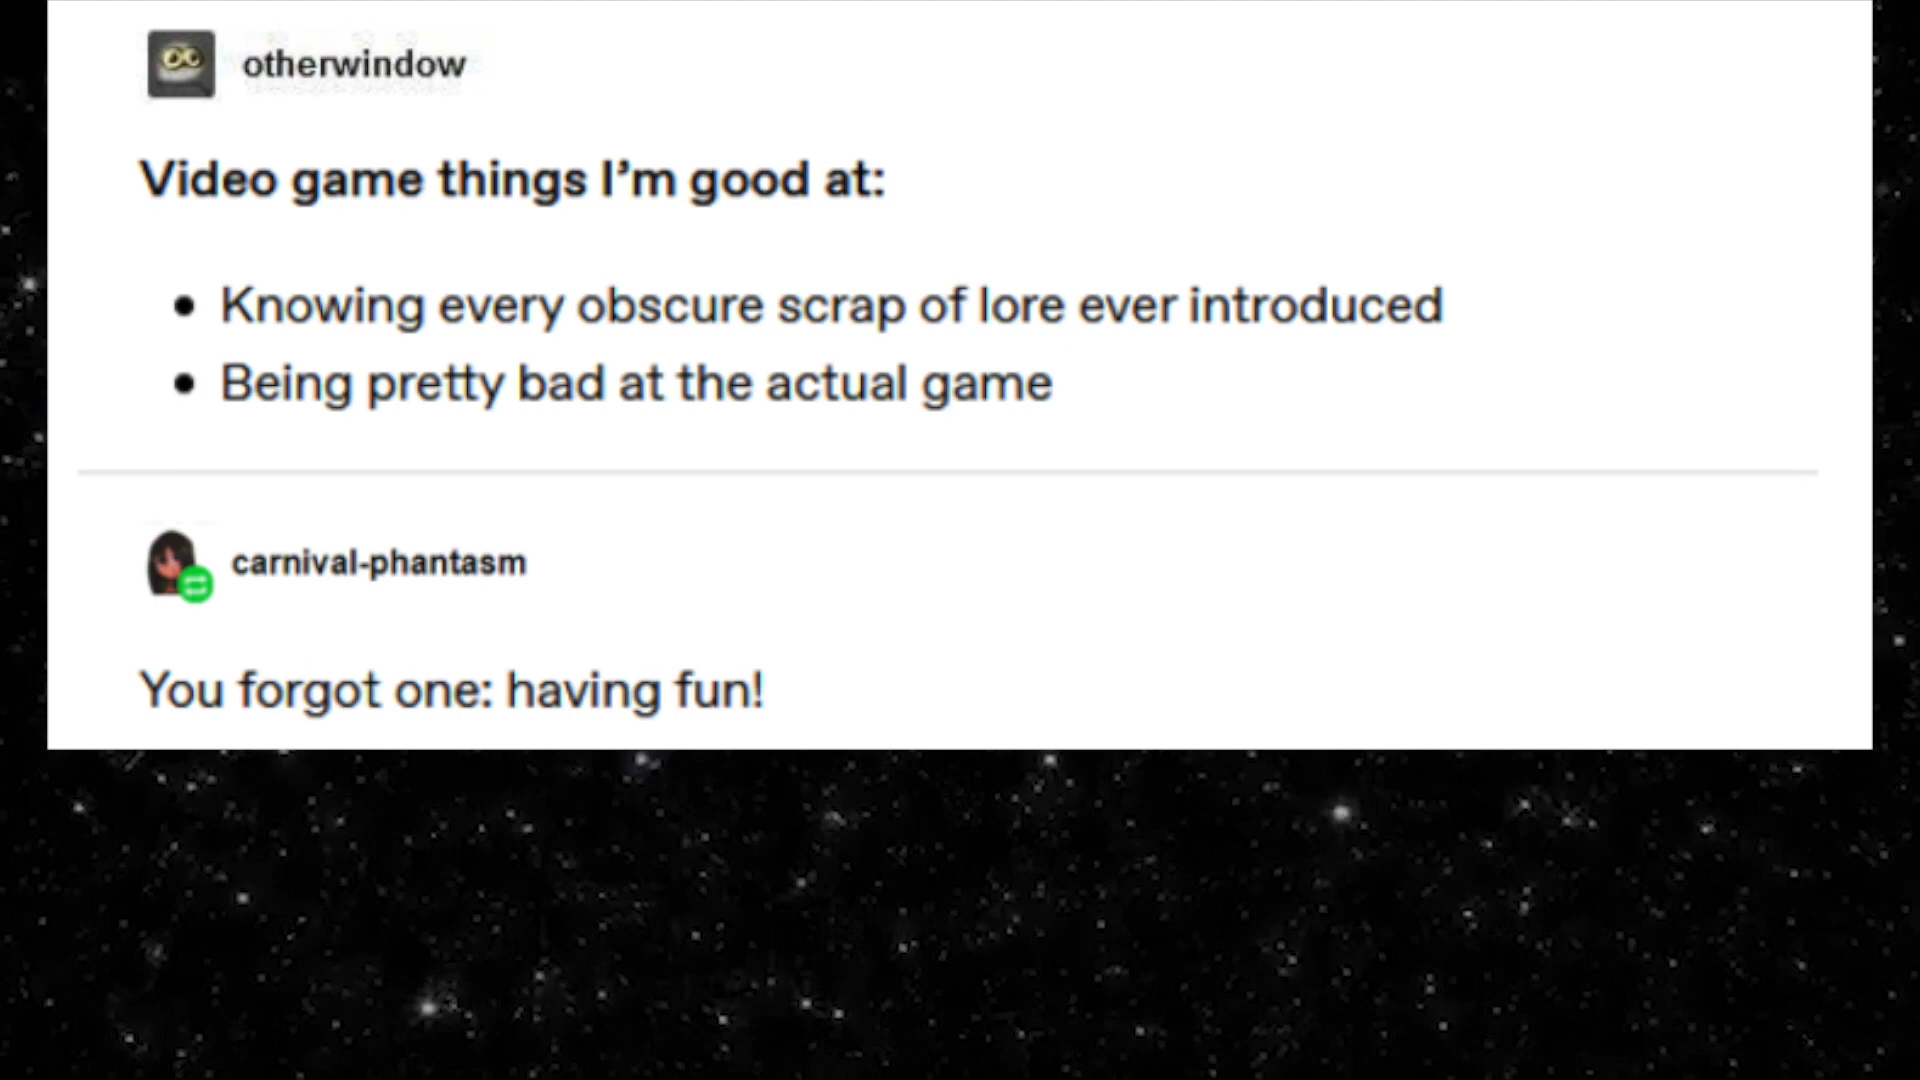 otherwindow
Video game things I’m good at:
• Knowing every obscure scrap of lore ever introduced
• Being pretty bad at the actual game
carnival-phantasm
You forgot one: having fun!